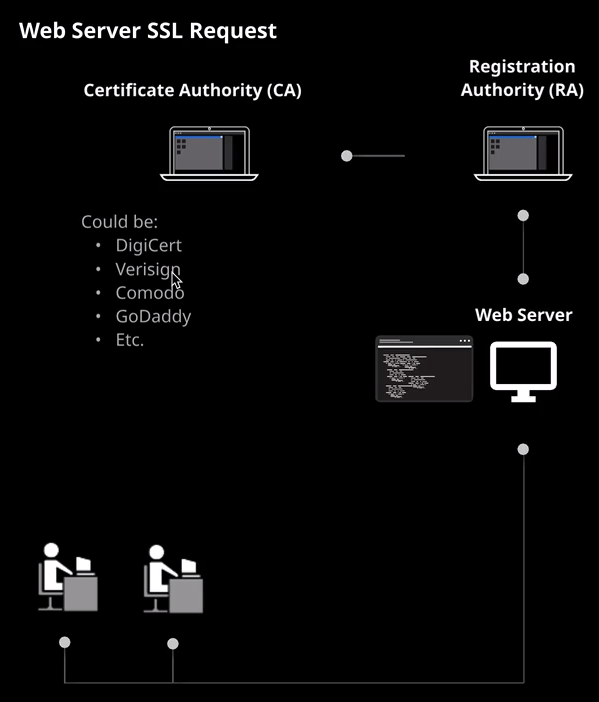 Web Server SSL Request
Certificate Authority (CA)
Registration
Authority (RA)
Could be:
• DigiCert
• Verisign
• Comodo
• GoDaddy
• Etc.
Web Server